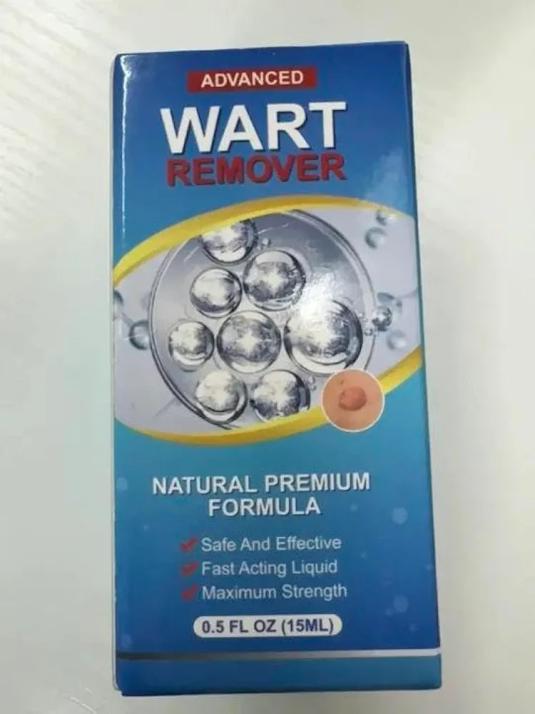 ADVANCED
WART
REMOVER
NATURAL PREMIUM
FORMULA
Safe And Effective
Fast Acting Liquid
Maximum Strength
0.5 FL OZ (15ML)